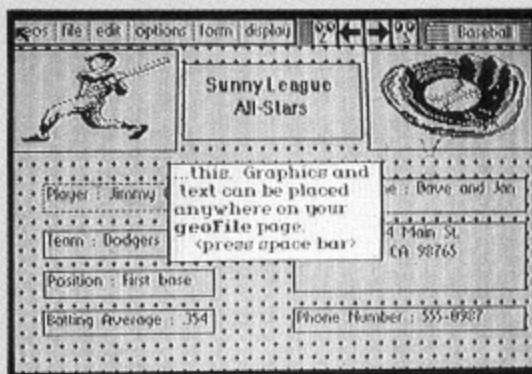 geos file edit options form display
Baseball
Sunny League
All-Stars
...this. Graphics and
text can be placed
anywhere on your
geoFile page.
<press space bar>
Player : Jimmy
e : Dave and Jan
Team : Dodgers
4 Main St.
CA 98765
Position : First base
Batting Average : .354
Phone Number : 555-8987